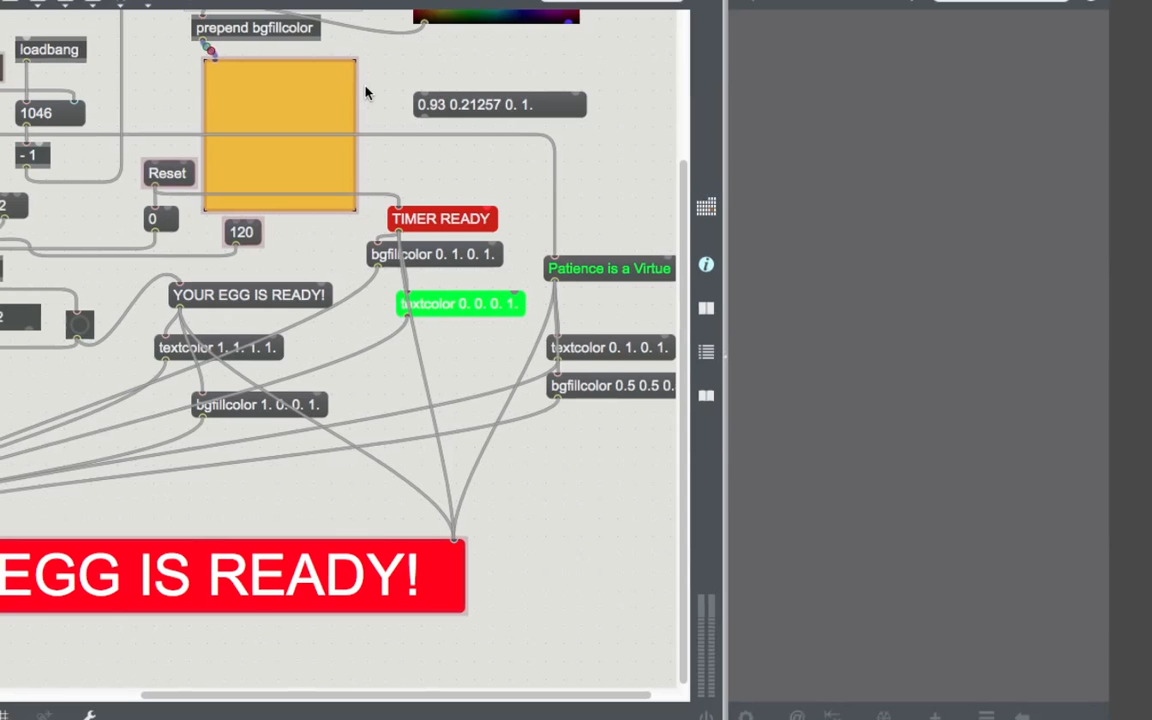 prepend bgfillcolor
loadbang
0.93 0.21257 0. 1.
1046
- 1
Reset
2
0
TIMER READY
120
bgfillcolor 0. 1. 0. 1.
Patience is a Virtue
YOUR EGG IS READY!
textcolor 0. 0. 0. 1.
2
textcolor 1. 1. 1. 1.
textcolor 0. 1. 0. 1.
bgfillcolor 0.5 0.5 0.
bgfillcolor 1. 0. 0. 1.
EGG IS READY!